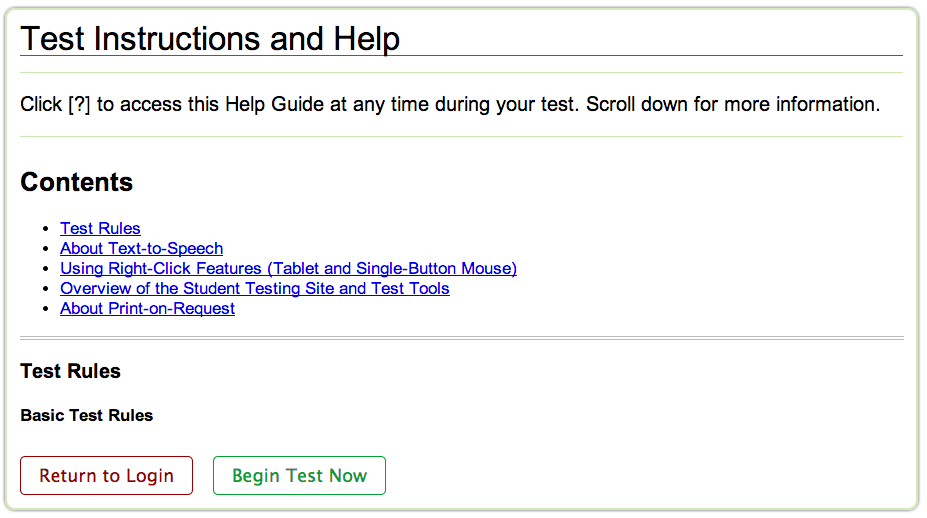 Test Instructions and Help
Click [?] to access this Help Guide at any time during your test. Scroll down for more information.
Contents
Test Rules
About Text-to-Speech
Using Right-Click Features (Tablet and Single-Button Mouse)
Overview of the Student Testing Site and Test Tools
About Print-on-Request
Test Rules
Basic Test Rules
Return to Login Begin Test Now